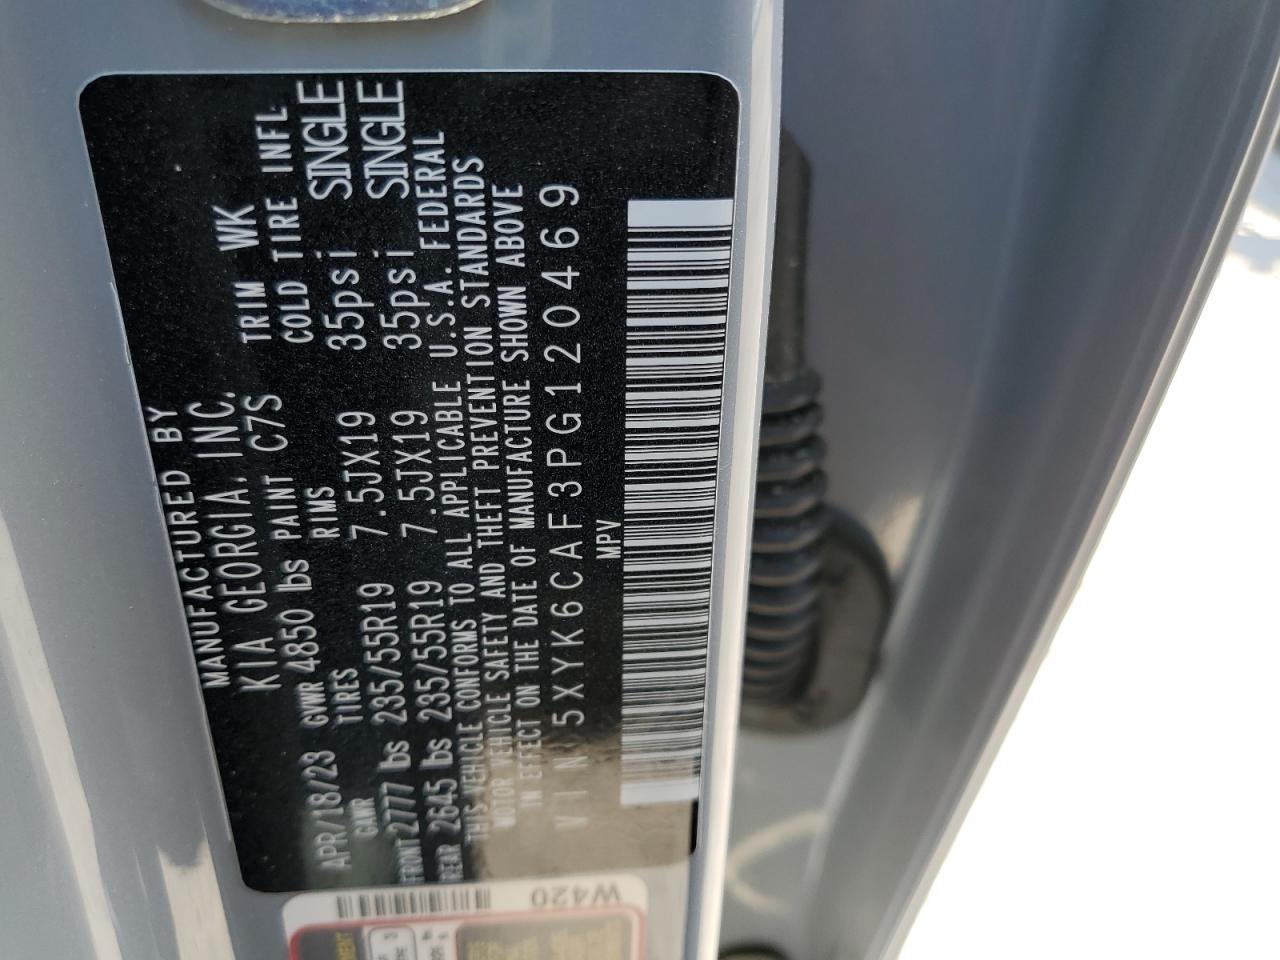 MANUFACTURED BY
KIA GEORGIA, INC.
APR/18/23 GVWR 4850 lbs PAINT C7S TRIM WK
GAWR TIRES RIMS COLD TIRE INFL
FRONT 2777 lbs 235/55R19 7.5JX19 35psi SINGLE
REAR 2645 lbs 235/55R19 7.5JX19 35psi SINGLE
THIS VEHICLE CONFORMS TO ALL APPLICABLE U.S.A. FEDERAL
MOTOR VEHICLE SAFETY AND THEFT PREVENTION STANDARDS
IN EFFECT ON THE DATE OF MANUFACTURE SHOWN ABOVE
VIN: 5XYK6CAF3PG120469
MPV
W420